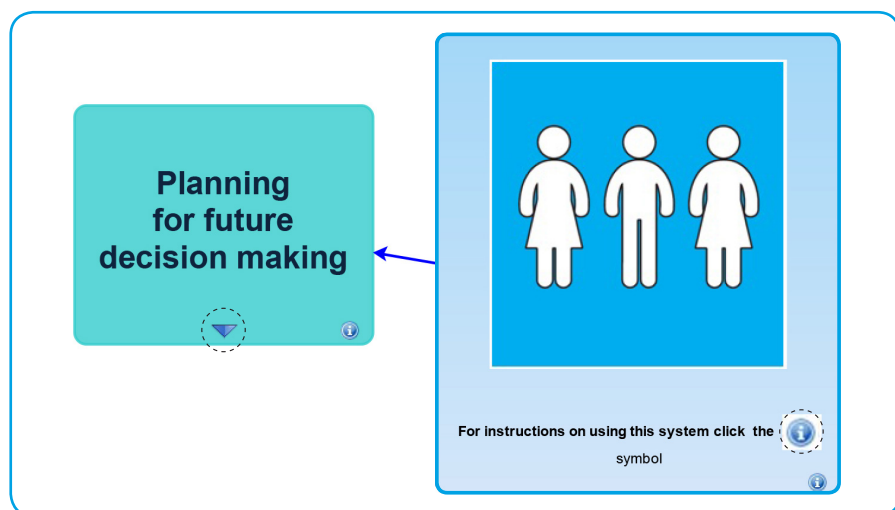 Planning
for future
decision making
For instructions on using this system click the
symbol